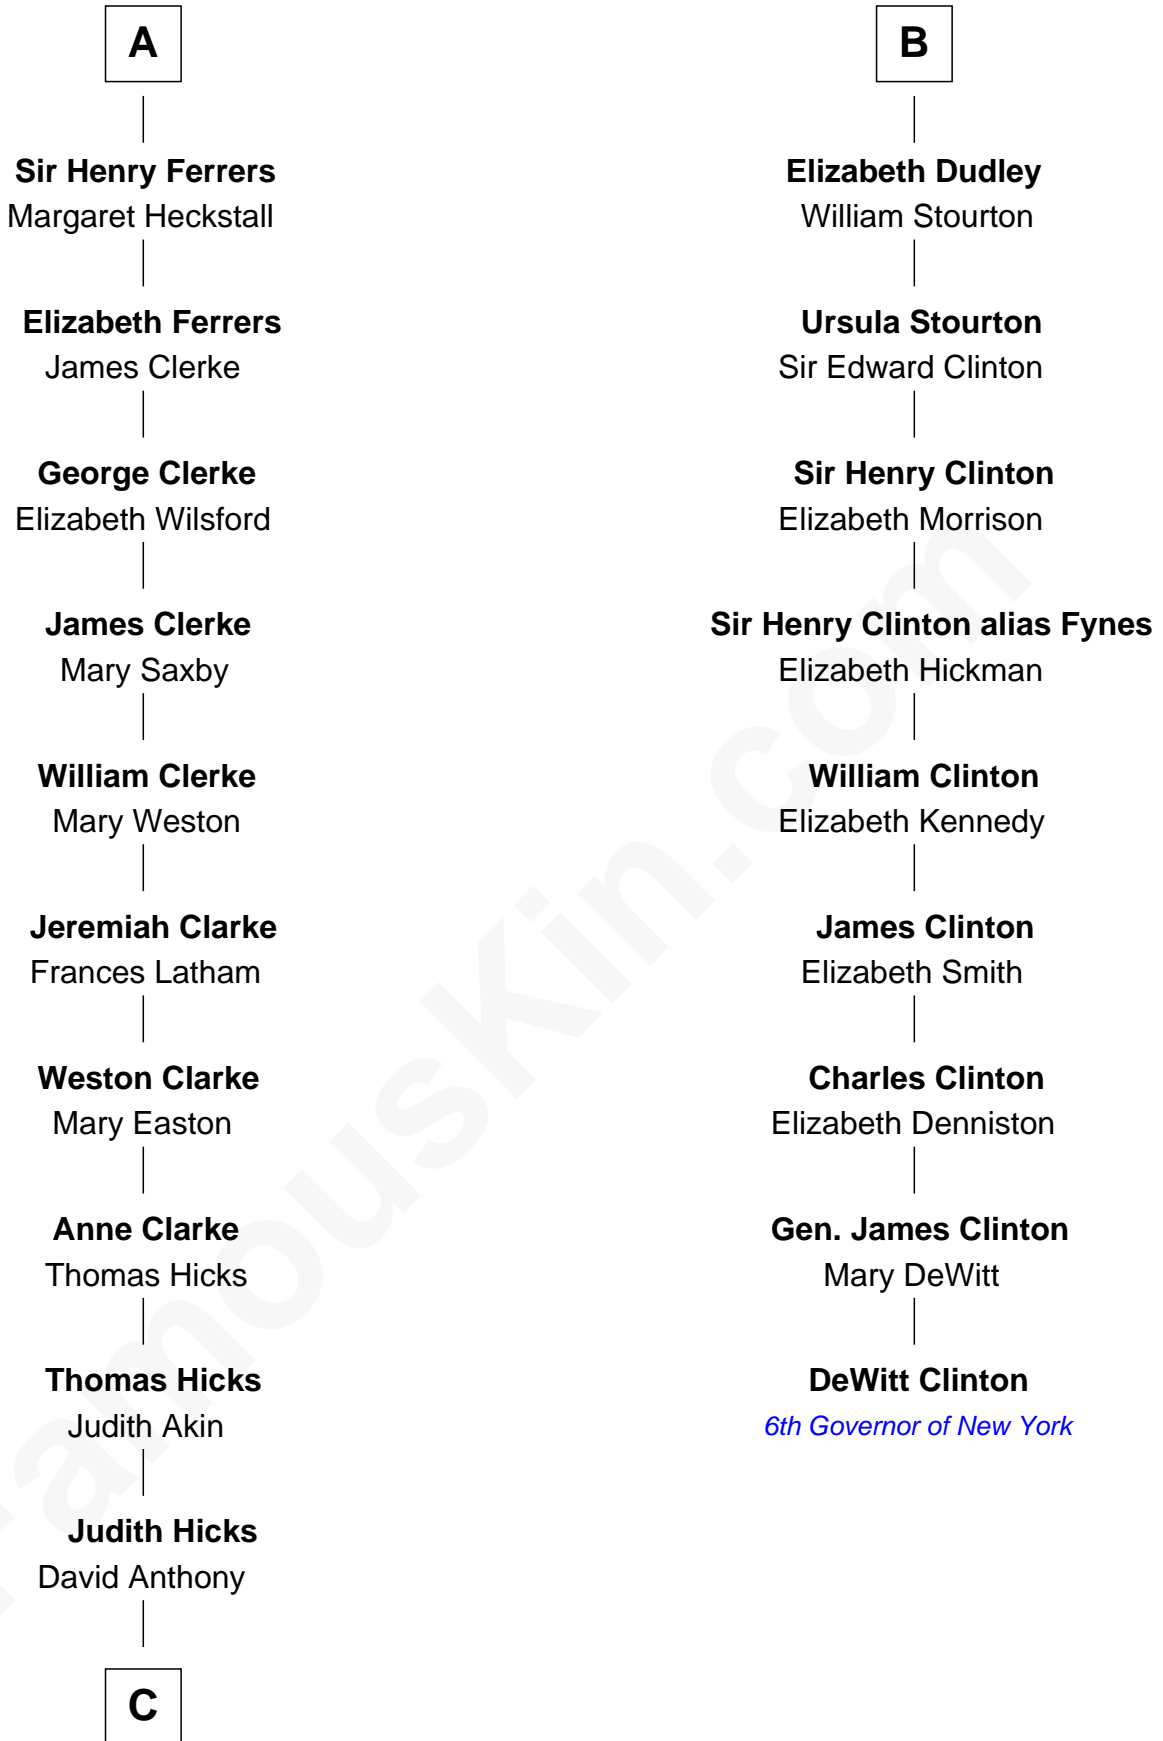 A
Sir Henry Ferrers
Margaret Heckstall
Elizabeth Ferrers
James Clerke
George Clerke
Elizabeth Wilsford
James Clerke
Mary Saxby
William Clerke
Mary Weston
Jeremiah Clarke
Frances Latham
Weston Clarke
Mary Easton
Anne Clarke
Thomas Hicks
Thomas Hicks
Judith Akin
Judith Hicks
David Anthony
C
B
Elizabeth Dudley
William Stourton
Ursula Stourton
Sir Edward Clinton
Sir Henry Clinton
Elizabeth Morrison
Sir Henry Clinton alias Fynes
Elizabeth Hickman
William Clinton
Elizabeth Kennedy
James Clinton
Elizabeth Smith
Charles Clinton
Elizabeth Denniston
Gen. James Clinton
Mary DeWitt
DeWitt Clinton
6th Governor of New York
FamousKin.com